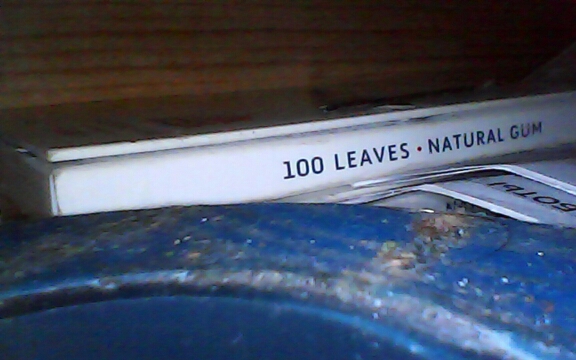 100 LEAVES • NATURAL GUM